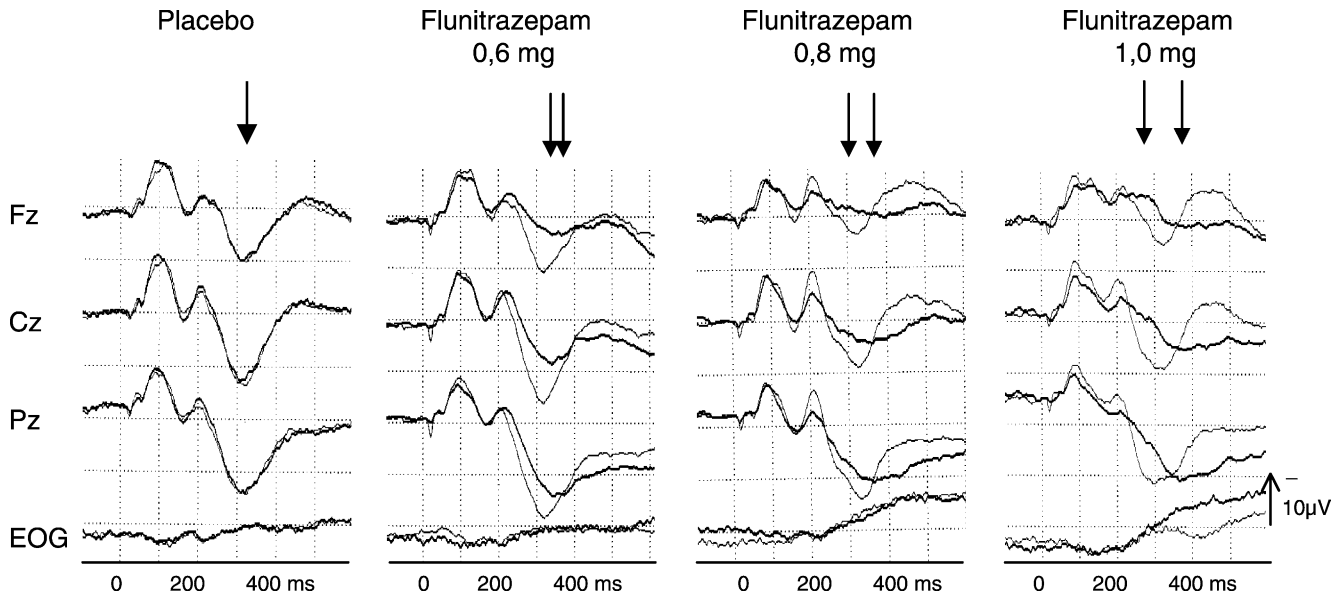 Placebo
Flunitrazepam
0,6 mg
Flunitrazepam
0,8 mg
Flunitrazepam
1,0 mg
Fz
Cz
Pz
EOG
–
10µV
0 200 400 ms
0 200 400 ms
0 200 400 ms
0 200 400 ms